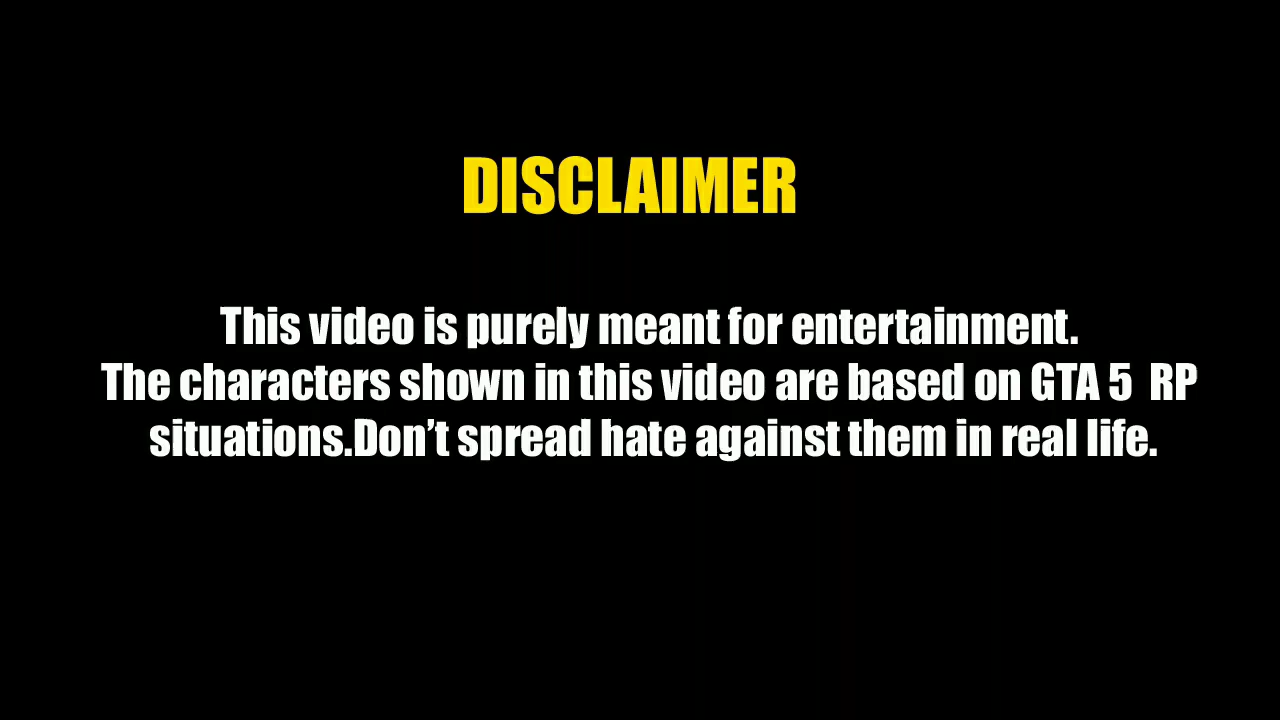 DISCLAIMER
This video is purely meant for entertainment.
The characters shown in this video are based on GTA 5  RP
situations.Don’t spread hate against them in real life.